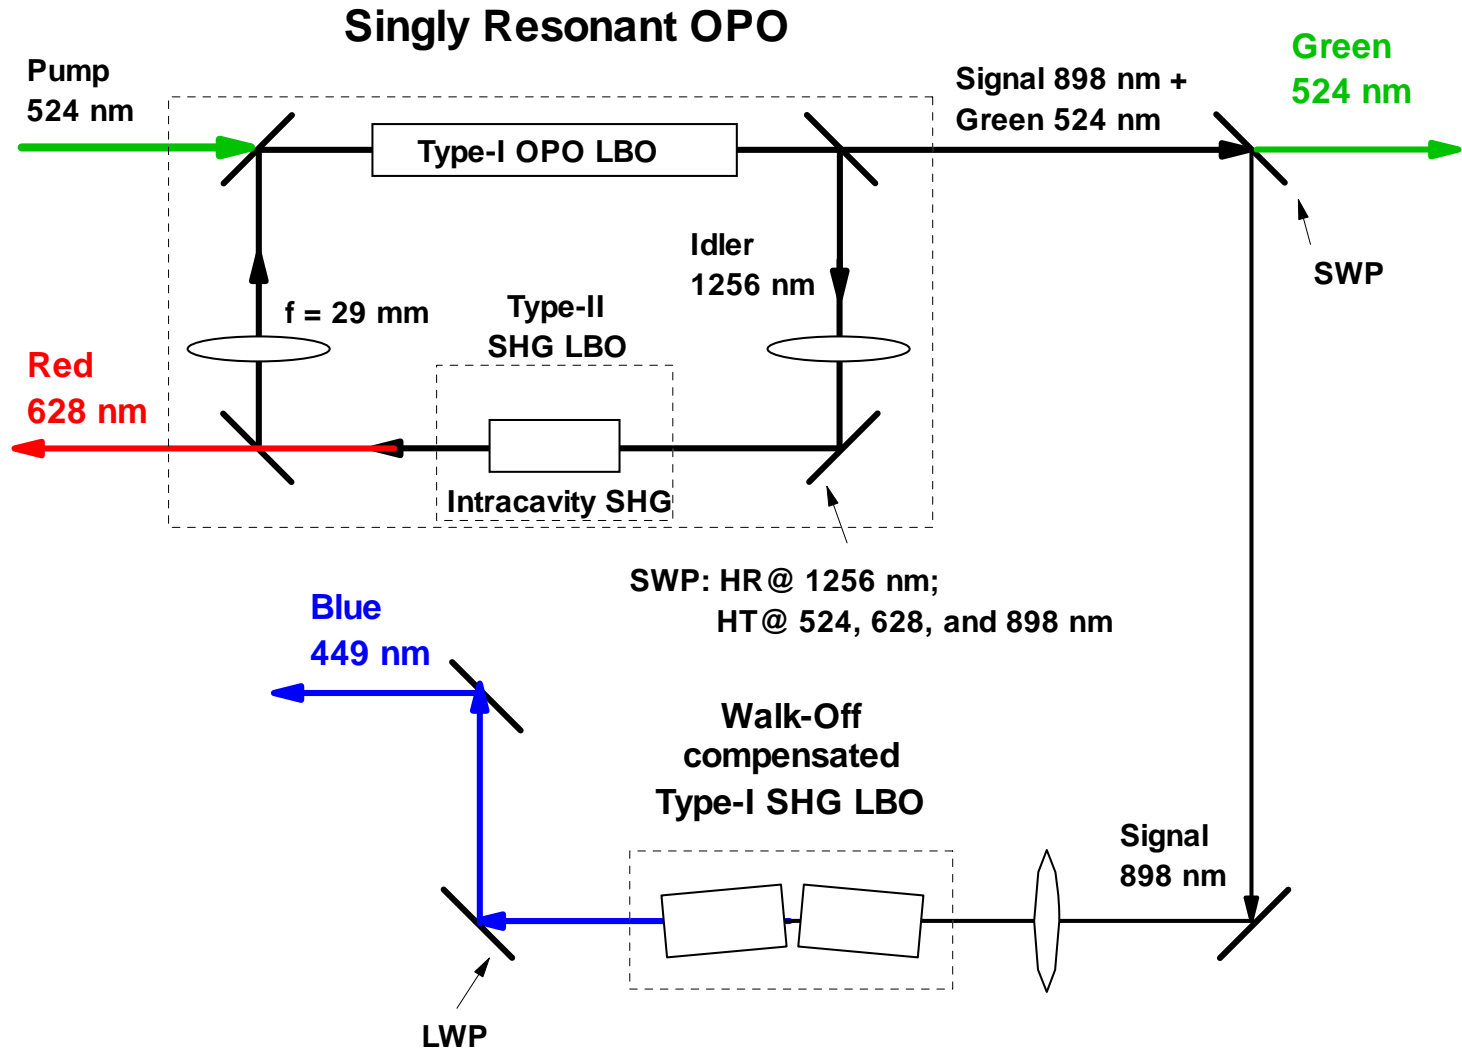 Singly Resonant OPO
Pump
524 nm
Signal 898 nm +
Green 524 nm
Green
524 nm
Type-I OPO LBO
Idler
1256 nm
SWP
f = 29 mm
Type-II
SHG LBO
Red
628 nm
Intracavity SHG
SWP: HR@ 1256 nm;
HT@ 524, 628, and 898 nm
Blue
449 nm
Walk-Off
compensated
Type-I SHG LBO
Signal
898 nm
LWP